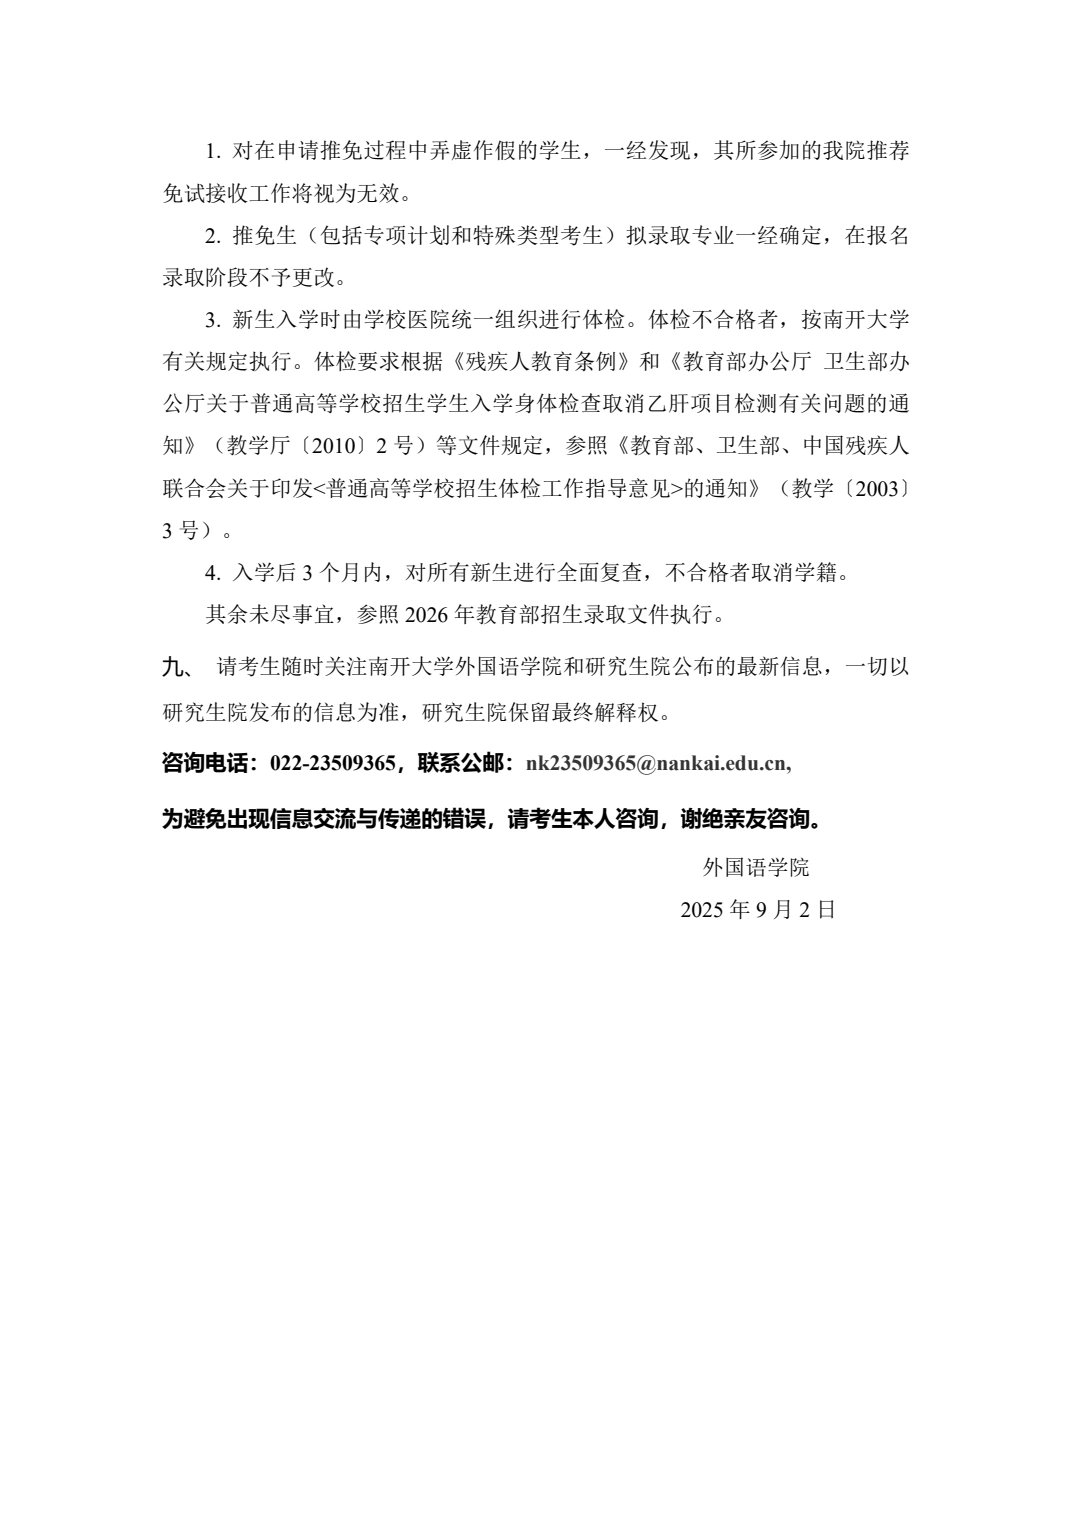 1. 对在申请推免过程中弄虚作假的学生，一经发现，其所参加的我院推荐
免试接收工作将视为无效。
2. 推免生（包括专项计划和特殊类型考生）拟录取专业一经确定，在报名
录取阶段不予更改。
3. 新生入学时由学校医院统一组织进行体检。体检不合格者，按南开大学
有关规定执行。体检要求根据《残疾人教育条例》和《教育部办公厅 卫生部办
公厅关于普通高等学校招生学生入学身体检查取消乙肝项目检测有关问题的通
知》（教学厅〔2010〕2 号）等文件规定，参照《教育部、卫生部、中国残疾人
联合会关于印发<普通高等学校招生体检工作指导意见>的通知》（教学〔2003〕
3 号）。
4. 入学后 3 个月内，对所有新生进行全面复查，不合格者取消学籍。
其余未尽事宜，参照 2026 年教育部招生录取文件执行。
九、 请考生随时关注南开大学外国语学院和研究生院公布的最新信息，一切以
研究生院发布的信息为准，研究生院保留最终解释权。
咨询电话：022-23509365，联系公邮：nk23509365@nankai.edu.cn,
为避免出现信息交流与传递的错误，请考生本人咨询，谢绝亲友咨询。
外国语学院
2025 年 9 月 2 日